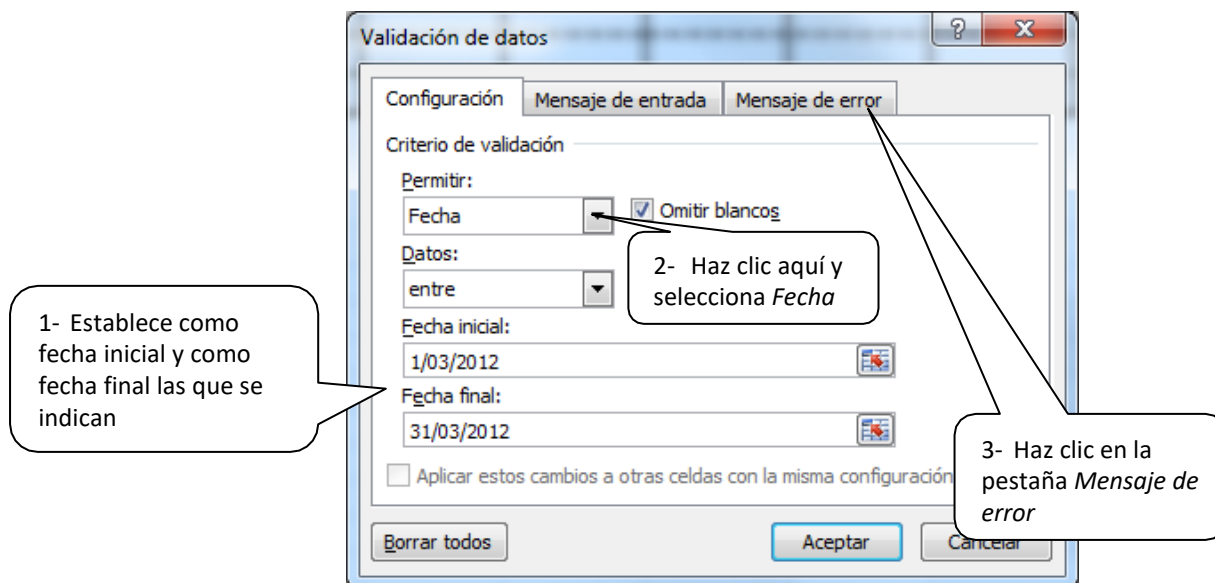 Validación de datos
Configuración
Mensaje de entrada
Mensaje de error
Criterio de validación
Permitir:
Fecha
Omitir blancos
Datos:
entre
2- Haz clic aquí y
selecciona Fecha
1- Establece como
fecha inicial y como
fecha final las que se
indican
Fecha inicial:
1/03/2012
Fecha final:
31/03/2012
Aplicar estos cambios a otras celdas con la misma configuración
3- Haz clic en la
pestaña Mensaje de
error
Borrar todos
Aceptar
Cancelar